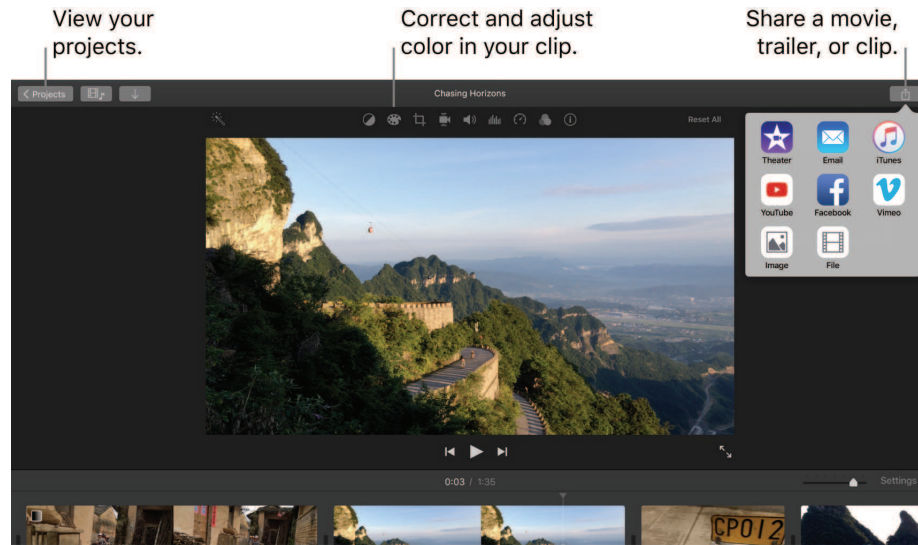 View your
projects.
Correct and adjust
color in your clip.
Share a movie,
trailer, or clip.
Projects
Chasing Horizons
Reset All
Theater
Email
iTunes
YouTube
Facebook
Vimeo
Image
File
0:03 / 1:35
Settings
CP012